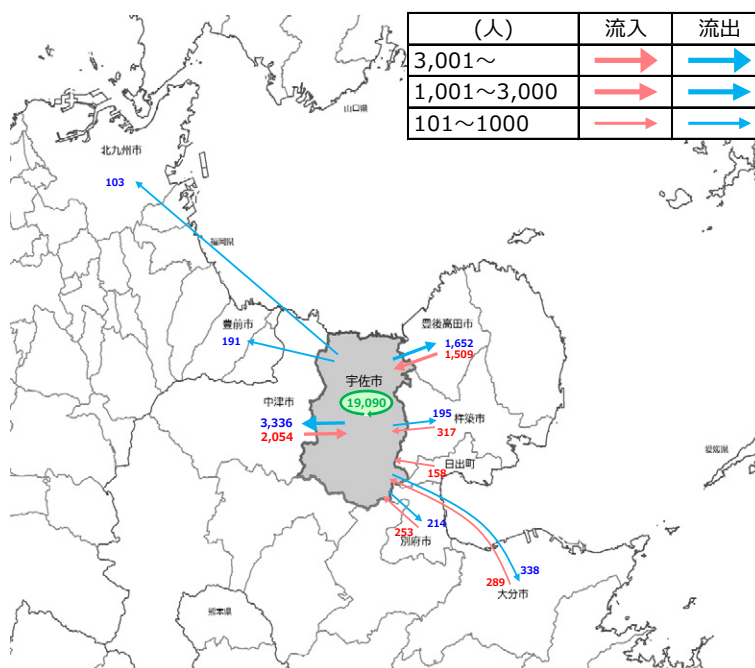 (人) 流入 流出
3,001～
1,001～3,000
101～1000
山口県
北九州市
103
福岡県
豊前市
191
豊後高田市
1,652
1,509
宇佐市
19,090
中津市
3,336
2,054
195
杵築市
317
日出町
158
愛媛県
214
253
別府市
338
289
大分市
熊本県